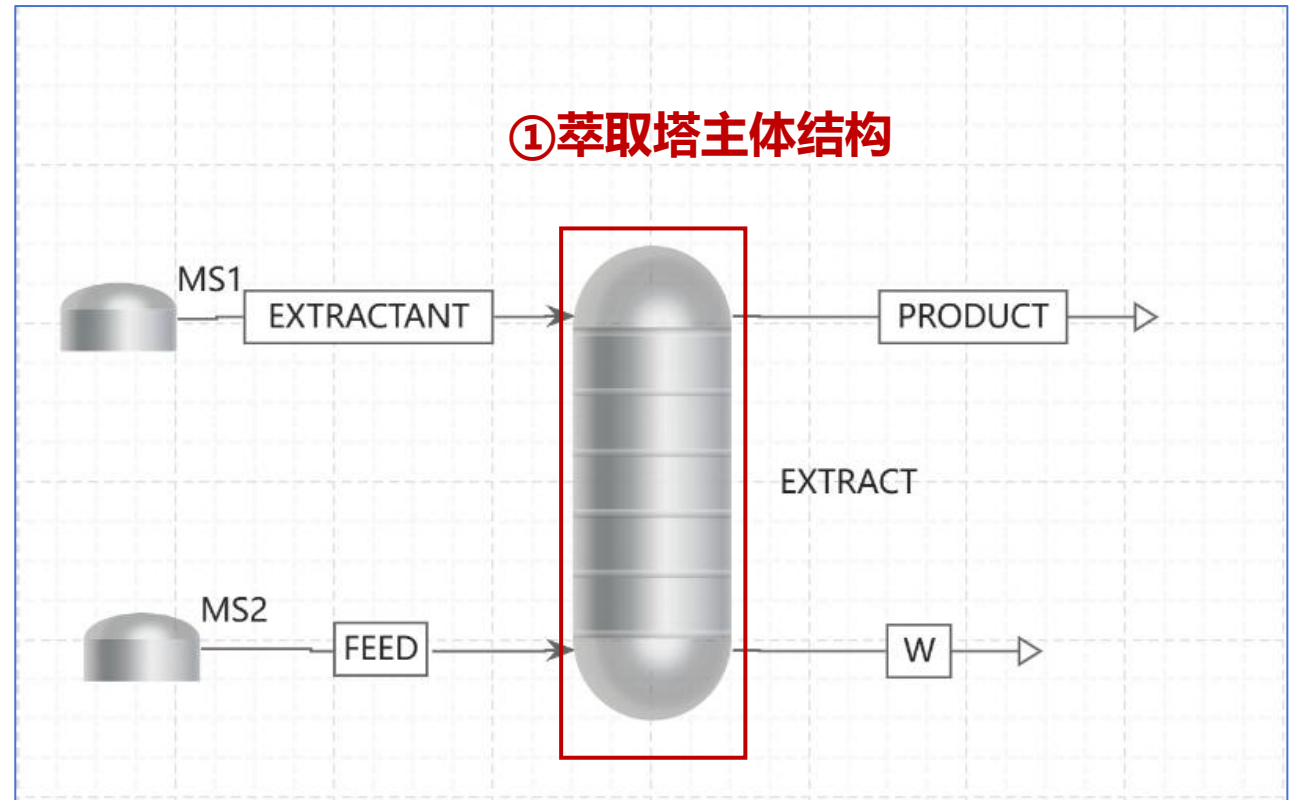 ①萃取塔主体结构
MS1
EXTRACTANT
PRODUCT
EXTRACT
MS2
FEED
W